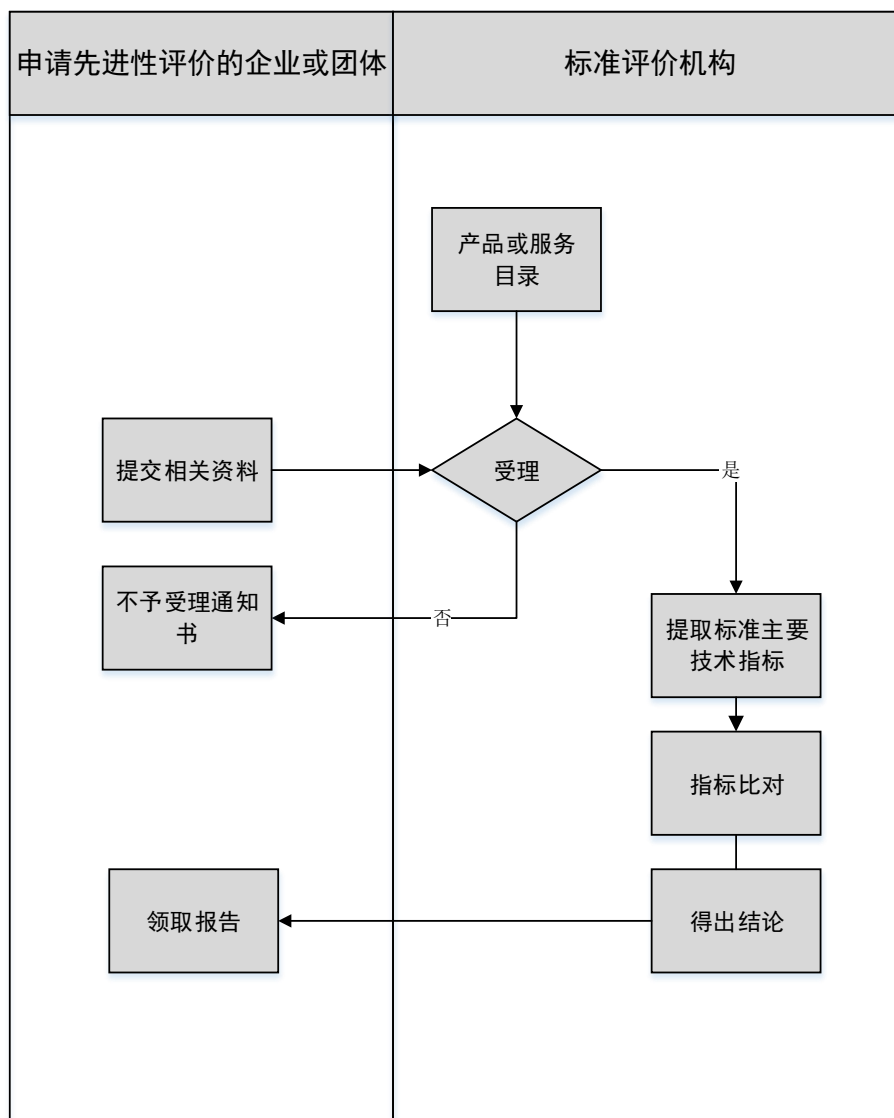 申请先进性评价的企业或团体
标准评价机构
产品或服务
目录
提交相关资料
受理
是
不予受理通知
书
否
提取标准主要
技术指标
指标比对
领取报告
得出结论